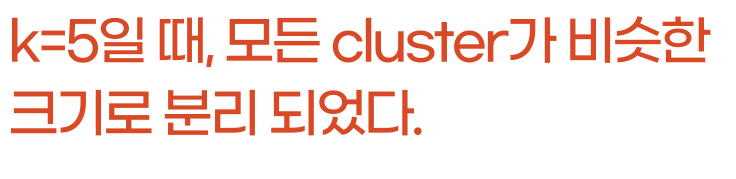 k=5일 때, 모든 cluster가 비슷한
크기로 분리 되었다.